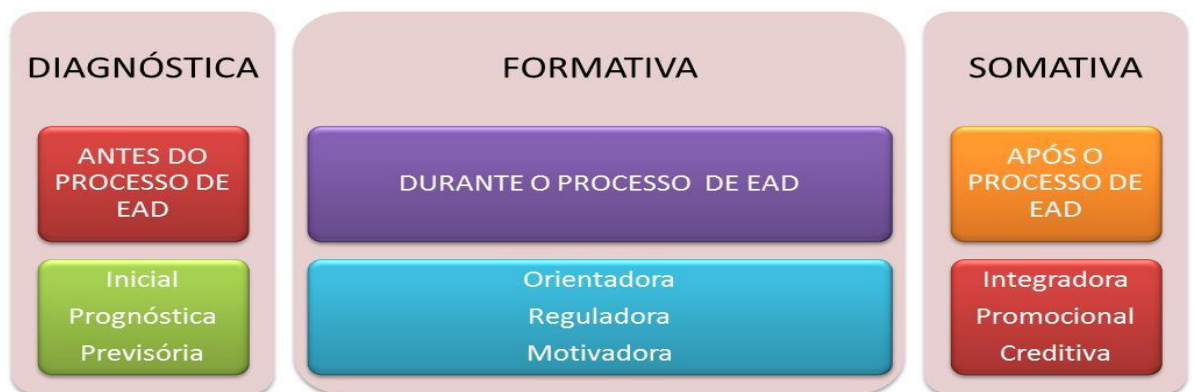 DIAGNÓSTICA
ANTES DO
PROCESSO DE
EAD
Inicial
Prognóstica
Previsória
FORMATIVA
DURANTE O PROCESSO DE EAD
Orientadora
Reguladora
Motivadora
SOMATIVA
APÓS O
PROCESSO DE
EAD
Integradora
Promocional
Creditiva